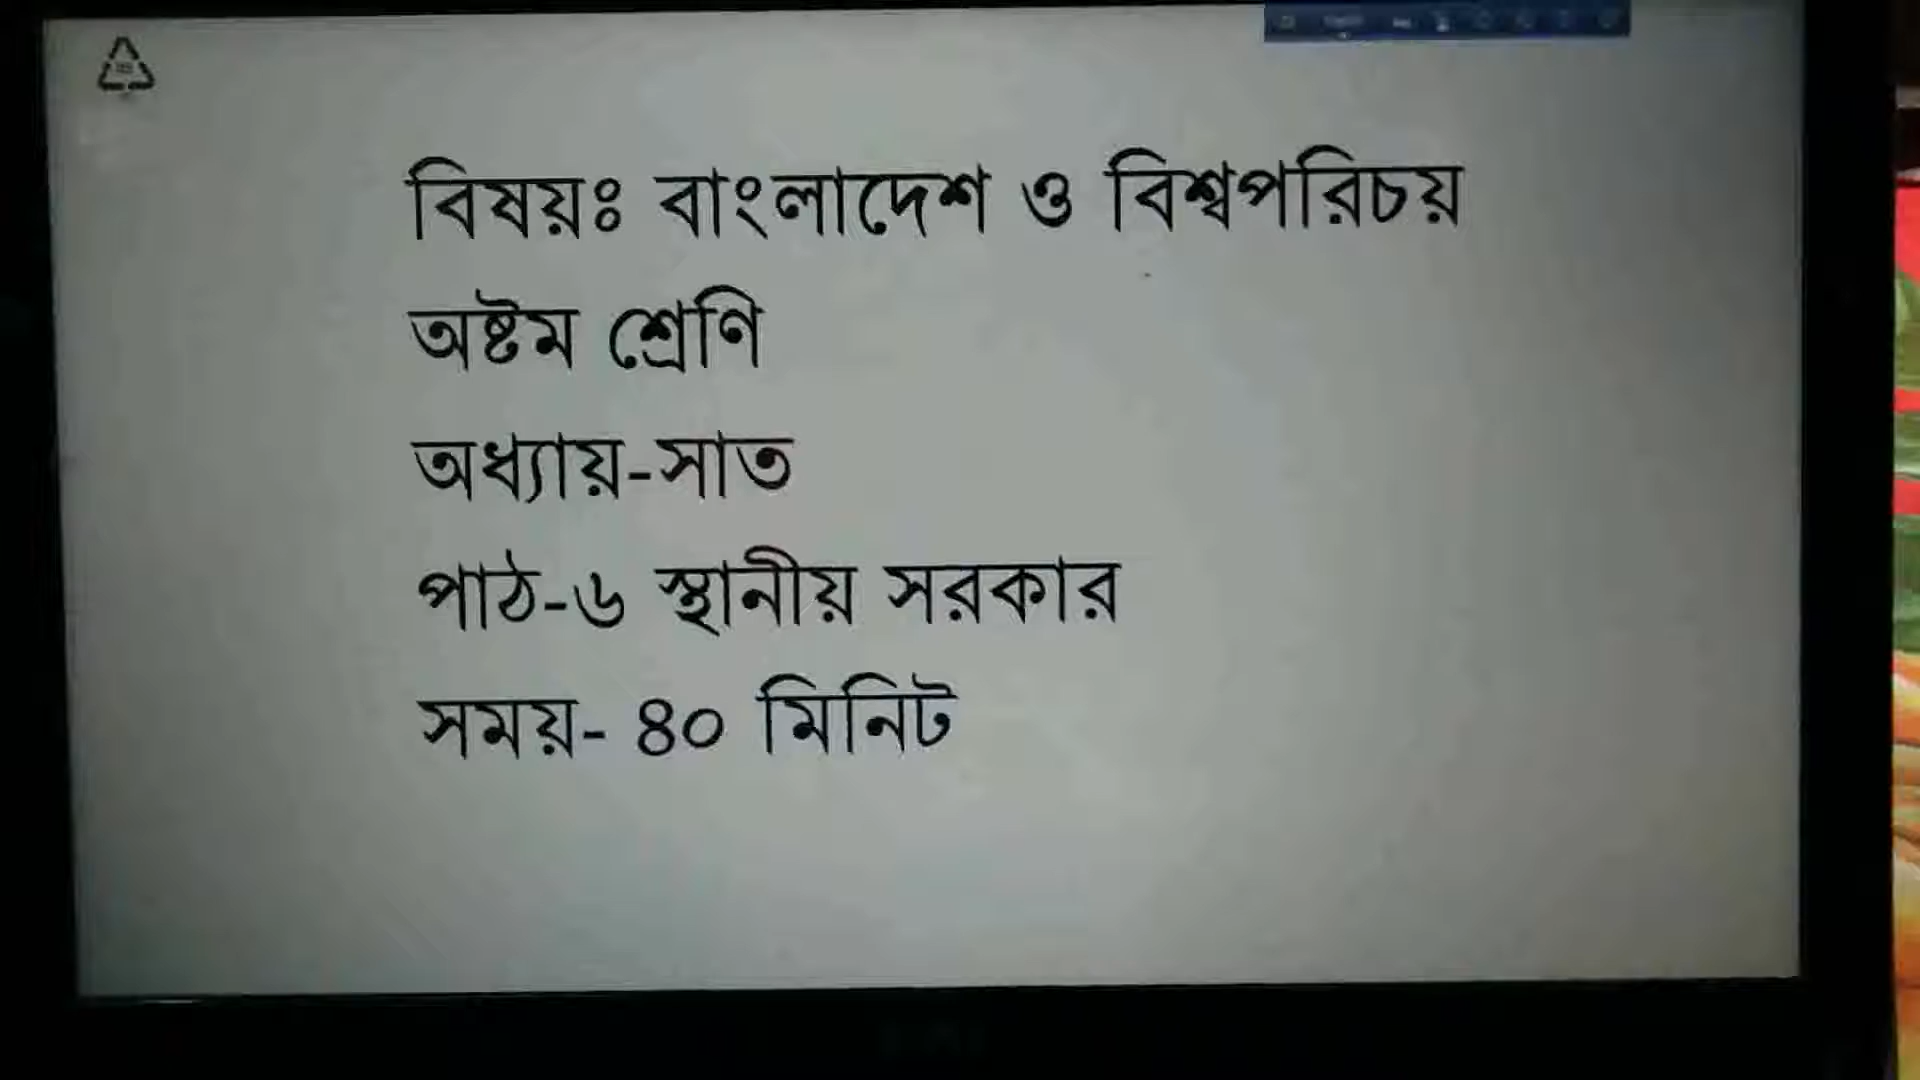 বিষয়ঃ বাংলাদেশ ও বিশ্বপরিচয়
অষ্টম শ্রেণি
অধ্যায়-সাত
পাঠ-৬ স্থানীয় সরকার
সময়- ৪০ মিনিট